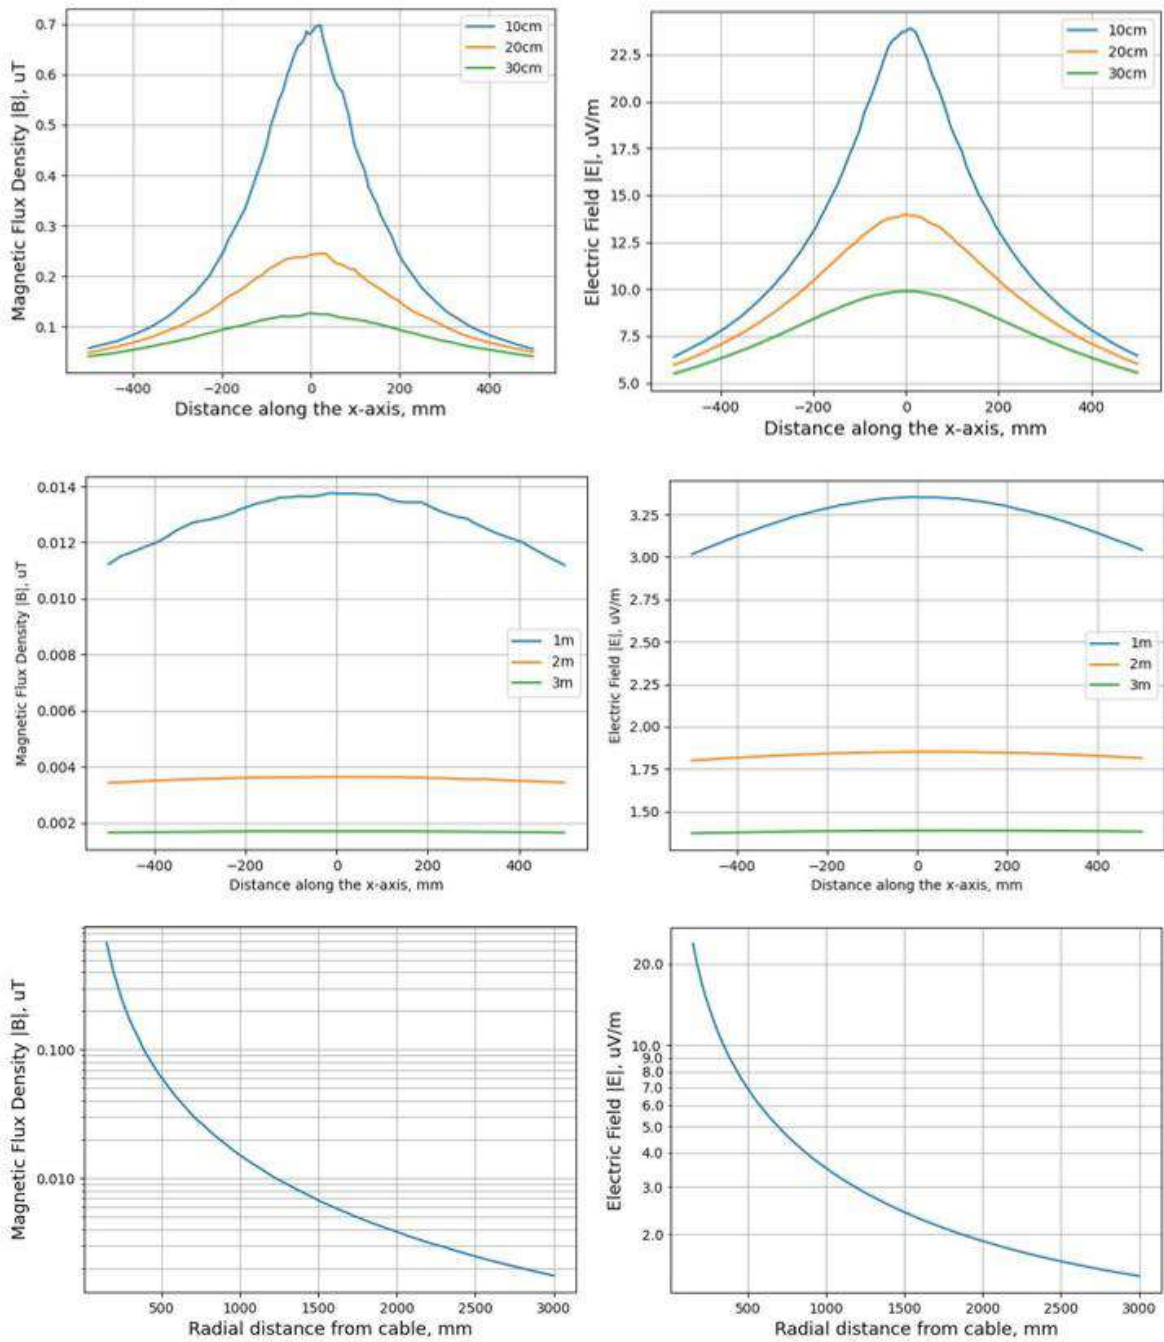 Magnetic Flux Density |B|, uT
0.7
0.6
0.5
0.4
0.3
0.2
0.1
10cm
20cm
30cm
−400 −200 0 200 400
Distance along the x-axis, mm
Electric Field |E|, uV/m
22.5
20.0
17.5
15.0
12.5
10.0
7.5
5.0
10cm
20cm
30cm
−400 −200 0 200 400
Distance along the x-axis, mm
Magnetic Flux Density |B|, uT
0.014
0.012
0.010
0.008
0.006
0.004
0.002
1m
2m
3m
−400 −200 0 200 400
Distance along the x-axis, mm
Electric Field |E|, uV/m
3.25
3.00
2.75
2.50
2.25
2.00
1.75
1.50
1m
2m
3m
−400 −200 0 200 400
Distance along the x-axis, mm
Magnetic Flux Density |B|, uT
0.100
0.010
500 1000 1500 2000 2500 3000
Radial distance from cable, mm
Electric Field |E|, uV/m
20.0
10.0
9.0
8.0
7.0
6.0
5.0
4.0
3.0
2.0
500 1000 1500 2000 2500 3000
Radial distance from cable, mm